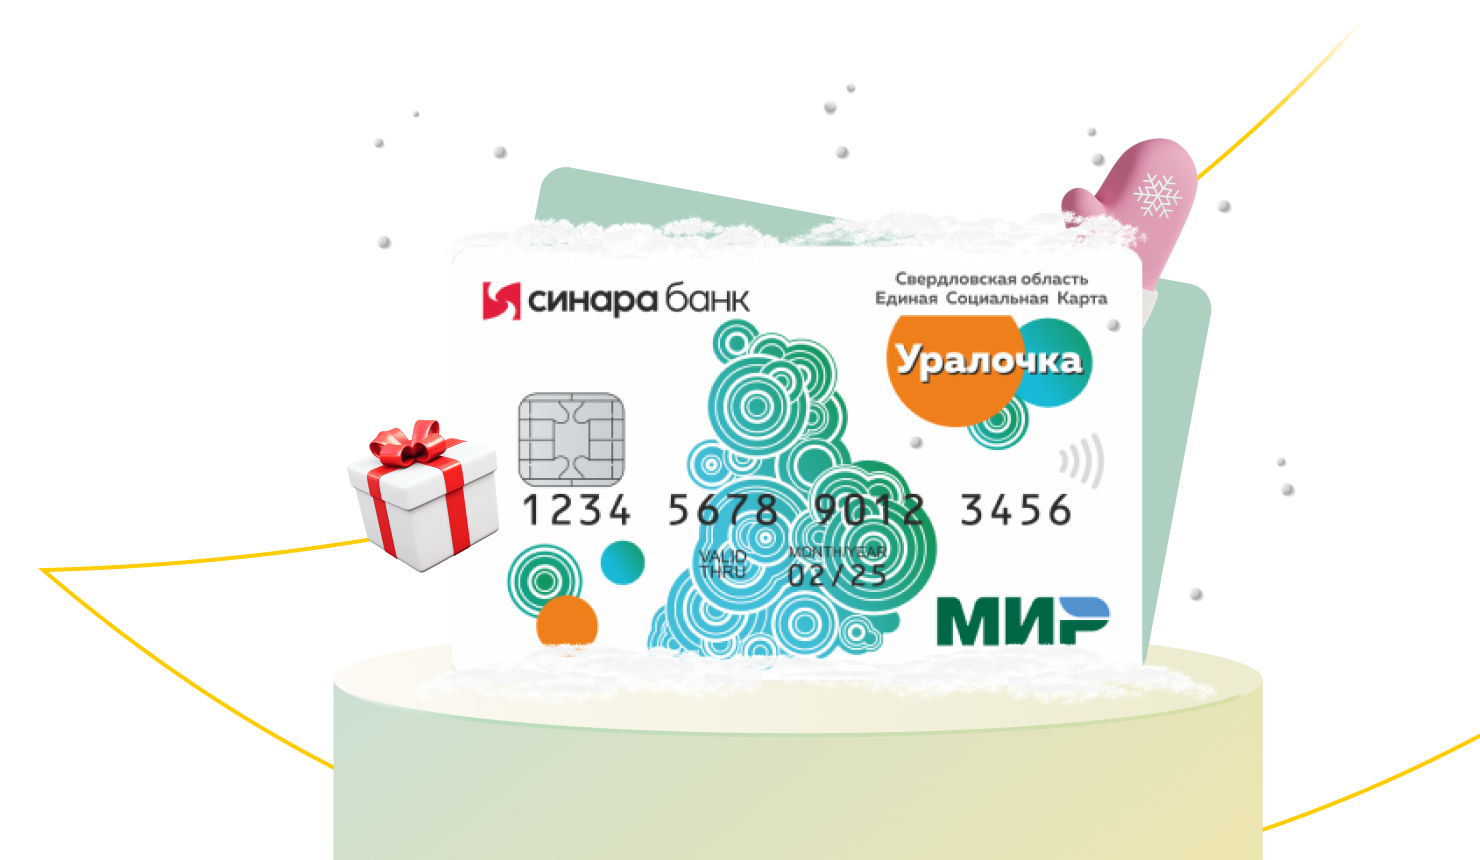 синара банк
Свердловская область
Единая Социальная Карта
Уралочка
1234 5678 9012 3456
VALID
THRU
MONTH/YEAR
02/25
МИР